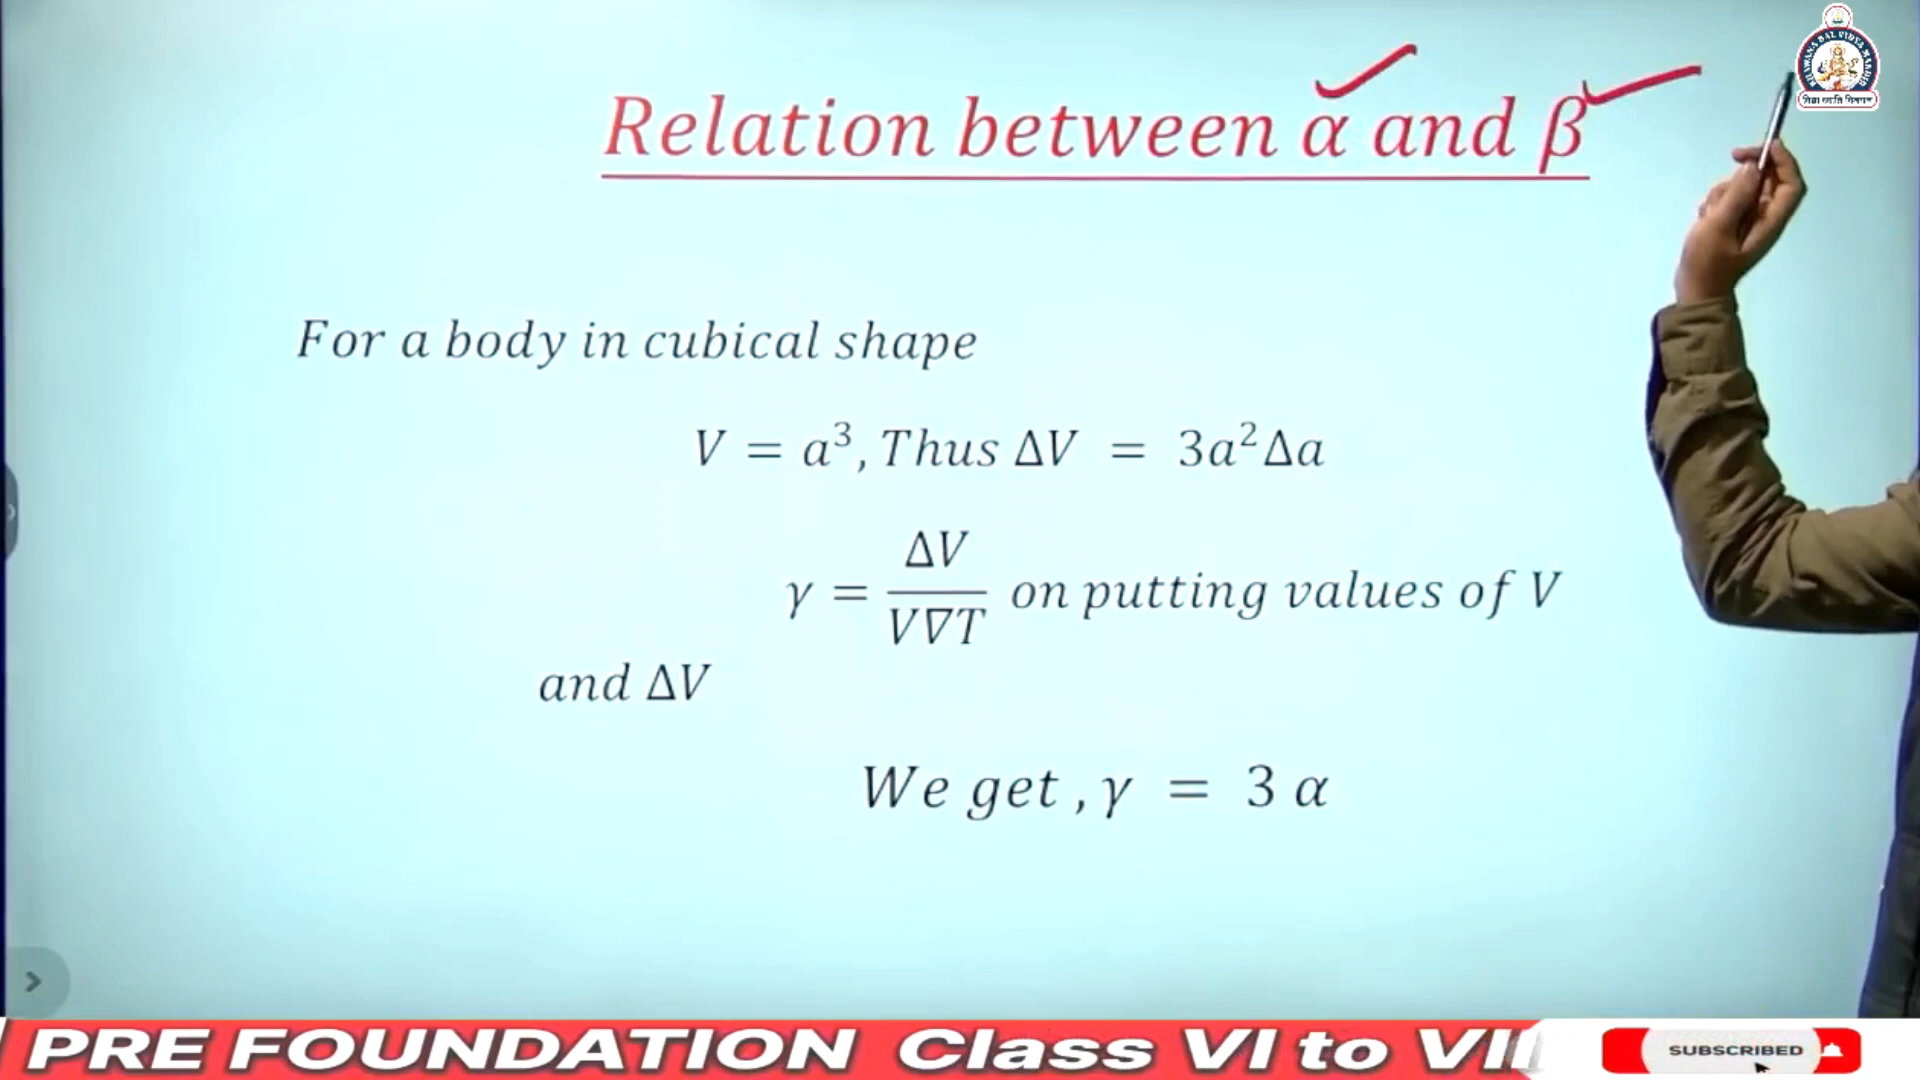 Relation between α and β
For a body in cubical shape
V = a³, Thus ΔV = 3a²Δa
γ = ΔV / V∇T on putting values of V
and ΔV
We get , γ = 3 α
PRE FOUNDATION Class VI to VII
SUBSCRIBED